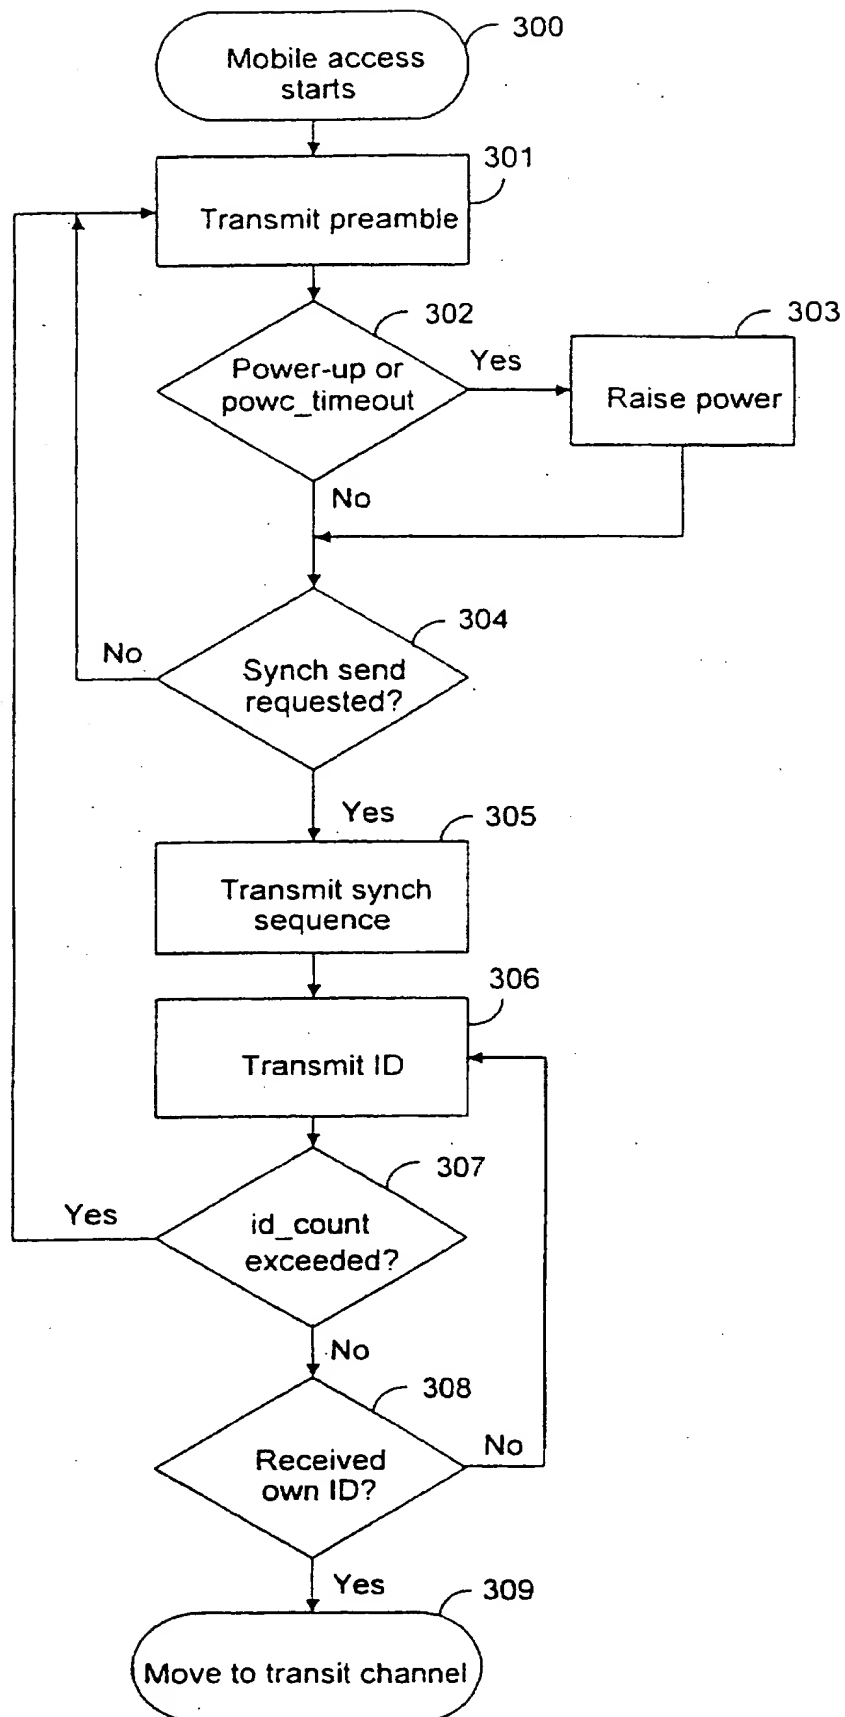 300
Mobile access
starts
301
Transmit preamble
302
303
Power-up or
powc_timeout
Yes
Raise power
No
304
No
Synch send
requested?
Yes
305
Transmit synch
sequence
306
Transmit ID
307
Yes
id_count
exceeded?
No
308
No
Received
own ID?
Yes
309
Move to transit channel